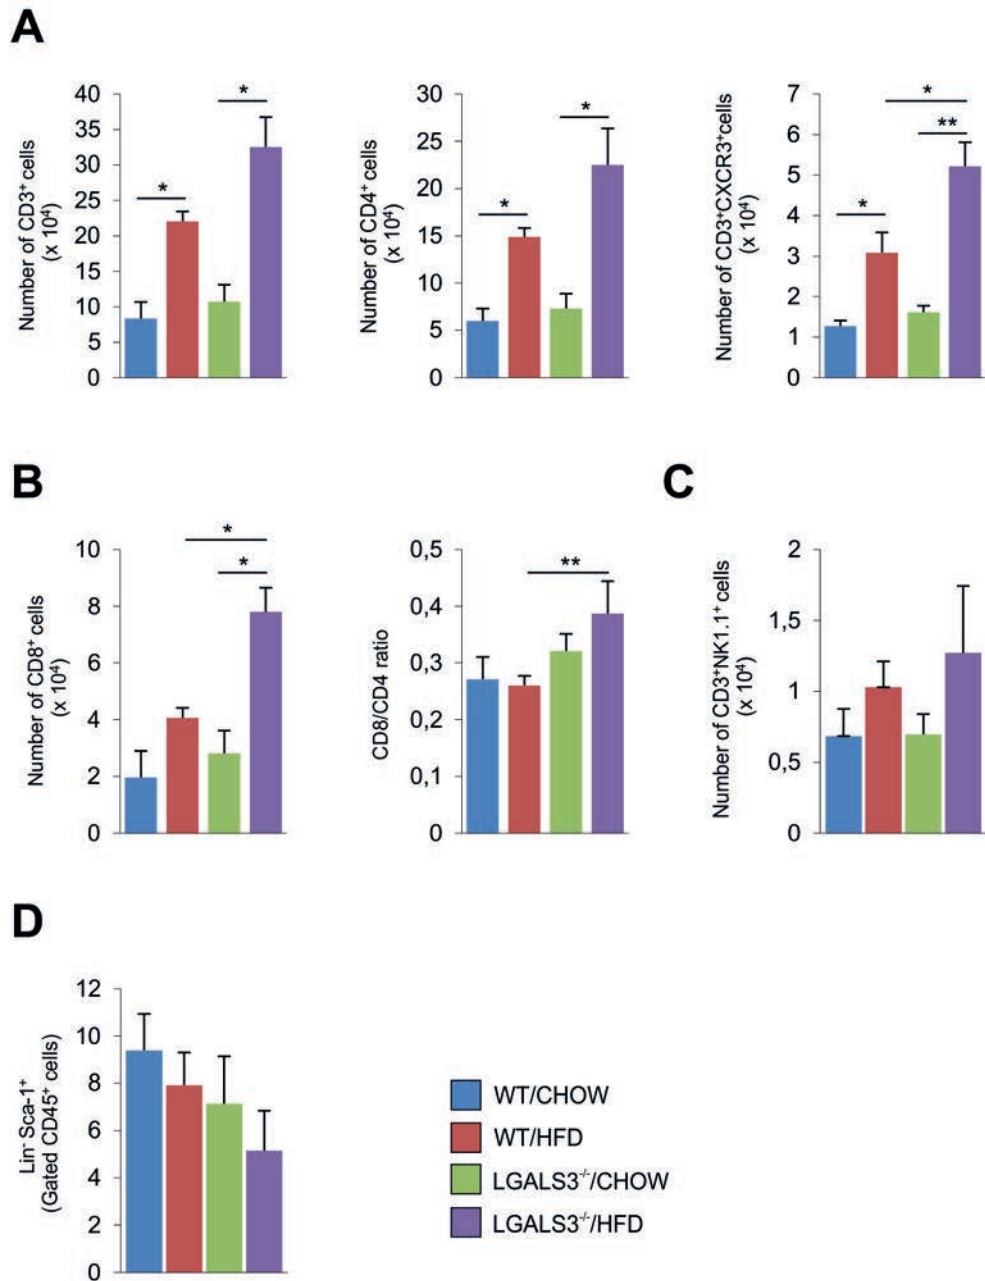 A
Number of CD3⁺ cells
(x 10⁴)
40
35
30
25
20
15
10
5
0
*
*
Number of CD4⁺ cells
(x 10⁴)
30
25
20
15
10
5
0
*
*
Number of CD3⁺CXCR3⁺cells
(x 10⁴)
7
6
5
4
3
2
1
0
*
**
*
B
Number of CD8⁺ cells
(x 10⁴)
10
8
6
4
2
0
*
*
CD8/CD4 ratio
0,5
0,4
0,3
0,2
0,1
0
**
C
Number of CD3⁺NK1.1⁺ cells
(x 10⁴)
2
1,5
1
0,5
0
D
Lin⁻ Sca-1⁺
(Gated CD45⁺ cells)
12
10
8
6
4
2
0
WT/CHOW
WT/HFD
LGALS3⁻/⁻/CHOW
LGALS3⁻/⁻/HFD